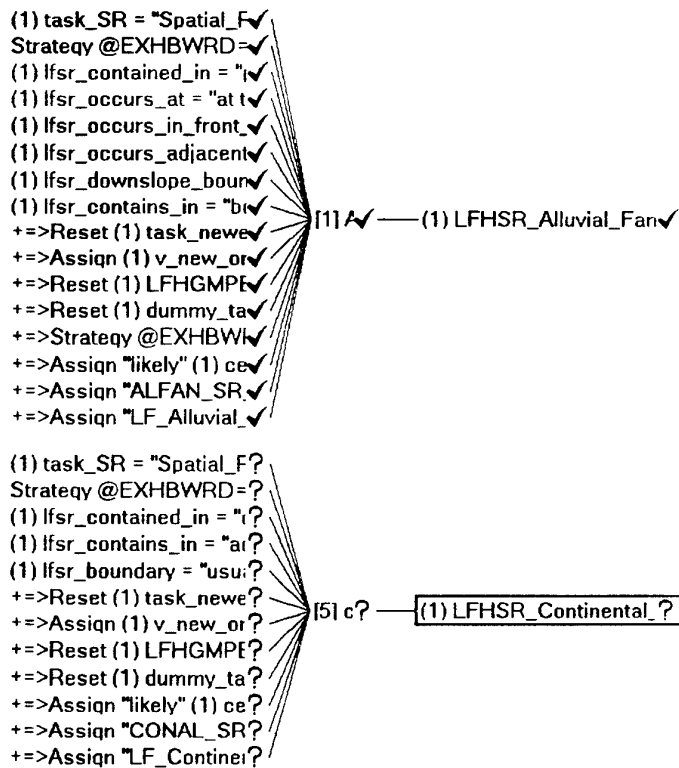 (1) task_SR = "Spatial_F✓
Strategy @EXHBWRD=✓
(1) lfsr_contained_in = "✓
(1) lfsr_occurs_at = "at t✓
(1) lfsr_occurs_in_front_✓
(1) lfsr_occurs_adjacent✓
(1) lfsr_downslope_boun✓
(1) lfsr_contains_in = "b✓
+=>Reset (1) task_newe✓
+=>Assign (1) v_new_or✓
+=>Reset (1) LFHGMPE✓
+=>Reset (1) dummy_ta✓
+=>Strategy @EXHBWI✓
+=>Assign "likely" (1) ce✓
+=>Assign "ALFAN_SR_✓
+=>Assign "LF_Alluvial_✓
[1] A✓
(1) LFHSR_Alluvial_Fan✓
(1) task_SR = "Spatial_F?
Strategy @EXHBWRD=?
(1) lfsr_contained_in = "?
(1) lfsr_contains_in = "a?
(1) lfsr_boundary = "usu?
+=>Reset (1) task_newe?
+=>Assign (1) v_new_or?
+=>Reset (1) LFHGMPE?
+=>Reset (1) dummy_ta?
+=>Assign "likely" (1) ce?
+=>Assign "CONAL_SR?
+=>Assign "LF_Contine?
[5] c?
(1) LFHSR_Continental_?